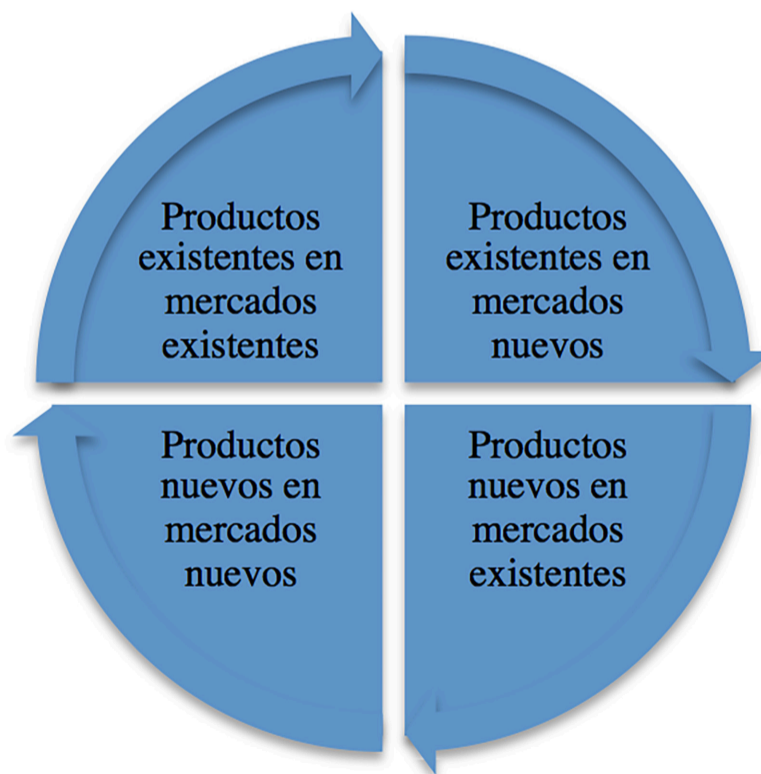 Productos
existentes en
mercados
existentes
Productos
existentes en
mercados
nuevos
Productos
nuevos en
mercados
nuevos
Productos
nuevos en
mercados
existentes